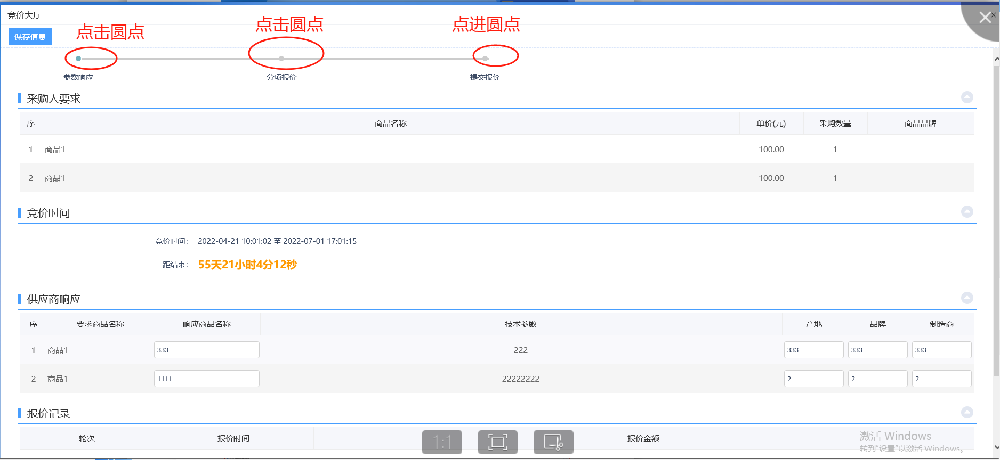 竞价大厅
保存信息
点击圆点
点击圆点
点进圆点
参数响应
分项报价
提交报价
采购人要求
序 商品名称 单价(元) 采购数量 商品品牌
1 商品1 100.00 1
2 商品1 100.00 1
竞价时间
竞价时间： 2022-04-21 10:01:02 至 2022-07-01 17:01:15
距结束： 55天21小时4分12秒
供应商响应
序 要求商品名称 响应商品名称 技术参数 产地 品牌 制造商
1 商品1 333 222 333 333 333
2 商品1 1111 22222222 2 2 2
报价记录
轮次 报价时间 报价金额
1:1
激活 Windows
转到“设置”以激活 Windows。